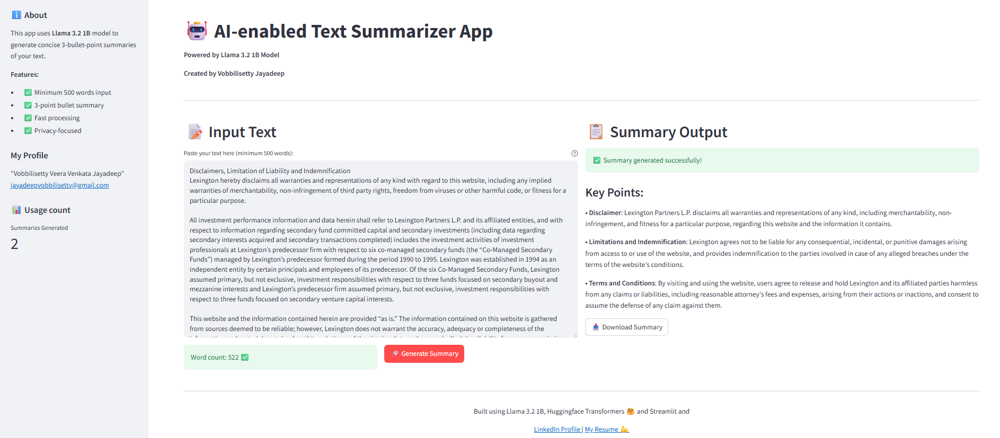 About
This app uses Llama 3.2 1B model to
generate concise 3-bullet-point summaries
of your text.
Features:
• ✅ Minimum 500 words input
• ✅ 3-point bullet summary
• ✅ Fast processing
• ✅ Privacy-focused
My Profile
"Vobbilisetty Veera Venkata Jayadeep"
jayadeepvobbilisetty@gmail.com
Usage count
Summaries Generated
2
AI-enabled Text Summarizer App
Powered by Llama 3.2 1B Model
Created by Vobbilisetty Jayadeep
Input Text
Paste your text here (minimum 500 words):
Disclaimers, Limitation of Liability and Indemnification
Lexington hereby disclaims all warranties and representations of any kind with regard to this website, including any implied
warranties of merchantability, non-infringement of third party rights, freedom from viruses or other harmful code, or fitness for a
particular purpose.
All investment performance information and data herein shall refer to Lexington Partners L.P. and its affiliated entities, and with
respect to information regarding secondary fund committed capital and secondary investments (including data regarding
secondary interests acquired and secondary transactions completed) includes the investment activities of investment
professionals at Lexington’s predecessor firm with respect to six co-managed secondary funds (the “Co-Managed Secondary
Funds”) managed by Lexington’s predecessor formed during the period 1990 to 1995. Lexington was established in 1994 as an
independent entity by certain principals and employees of its predecessor. Of the six Co-Managed Secondary Funds, Lexington
assumed primary, but not exclusive, investment responsibilities with respect to three funds focused on secondary buyout and
mezzanine interests and Lexington’s predecessor firm assumed primary, but not exclusive, investment responsibilities with
respect to three funds focused on secondary venture capital interests.
This website and the information contained herein are provided “as is.” The information contained on this website is gathered
from sources deemed to be reliable; however, Lexington does not warrant the accuracy, adequacy or completeness of the
Word count: 522 ✅
Generate Summary
Summary Output
✅ Summary generated successfully!
Key Points:
• Disclaimer: Lexington Partners L.P. disclaims all warranties and representations of any kind, including merchantability, non-
infringement, and fitness for a particular purpose, regarding this website and the information it contains.
• Limitations and Indemnification: Lexington agrees not to be liable for any consequential, incidental, or punitive damages arising
from access to or use of the website, and provides indemnification to the parties involved in case of any alleged breaches under the
terms of the website's conditions.
• Terms and Conditions: By visiting and using the website, users agree to release and hold Lexington and its affiliated parties harmless
from any claims or liabilities, including reasonable attorney's fees and expenses, arising from their actions or inactions, and consent to
assume the defense of any claim against them.
Download Summary
Built using Llama 3.2 1B, Huggingface Transformers 🤗 and Streamlit and
LinkedIn Profile | My Resume 💪